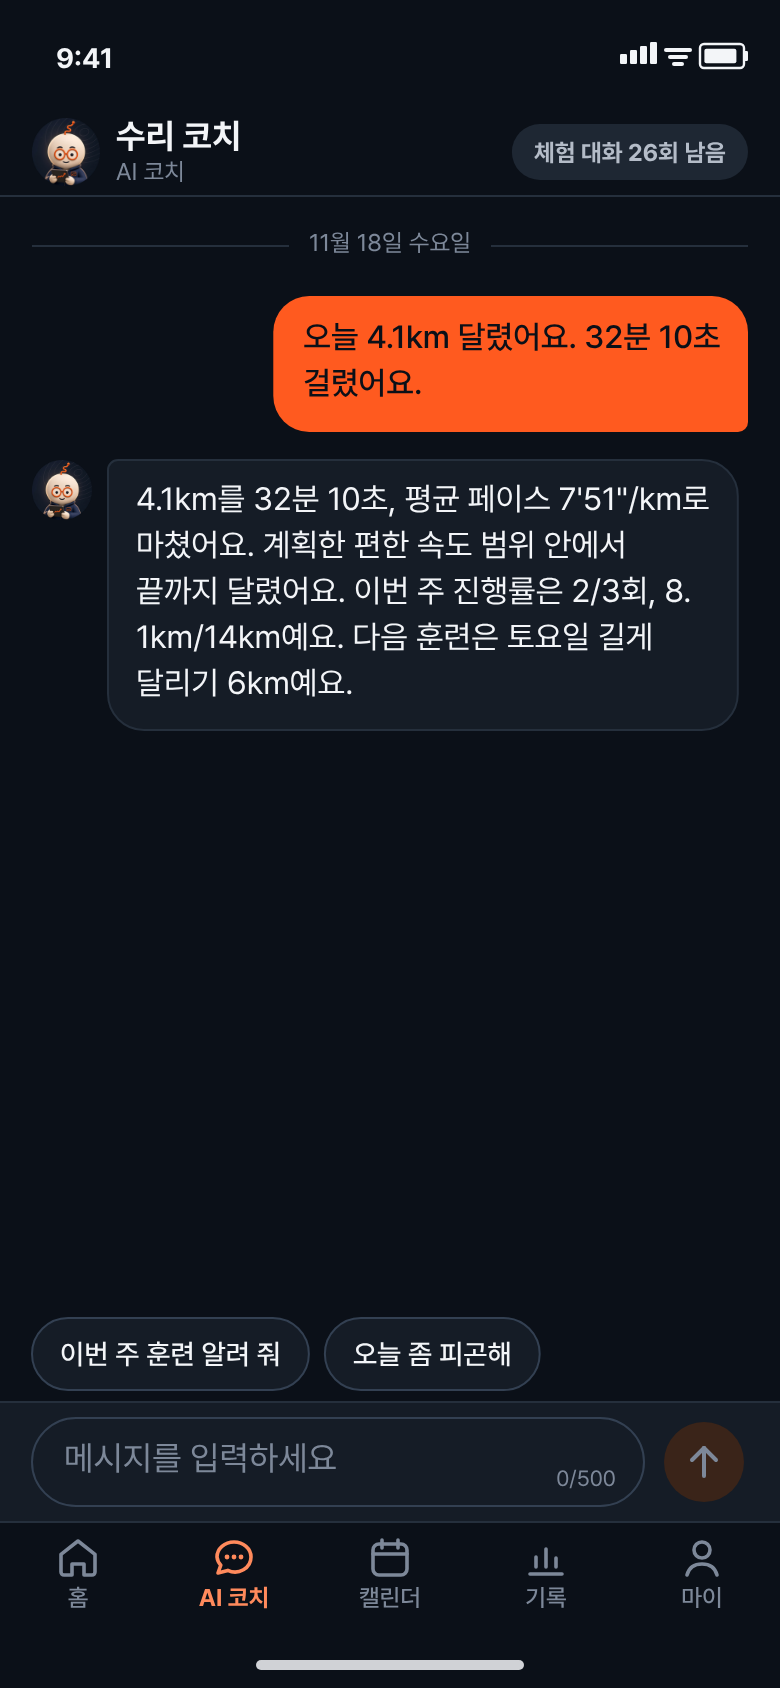 9:41
수리 코치
AI 코치
체험 대화 26회 남음
11월 18일 수요일
오늘 4.1km 달렸어요. 32분 10초
걸렸어요.
4.1km를 32분 10초, 평균 페이스 7'51"/km로
마쳤어요. 계획한 편한 속도 범위 안에서
끝까지 달렸어요. 이번 주 진행률은 2/3회, 8.
1km/14km예요. 다음 훈련은 토요일 길게
달리기 6km예요.
이번 주 훈련 알려 줘
오늘 좀 피곤해
메시지를 입력하세요
0/500
홈
AI 코치
캘린더
기록
마이